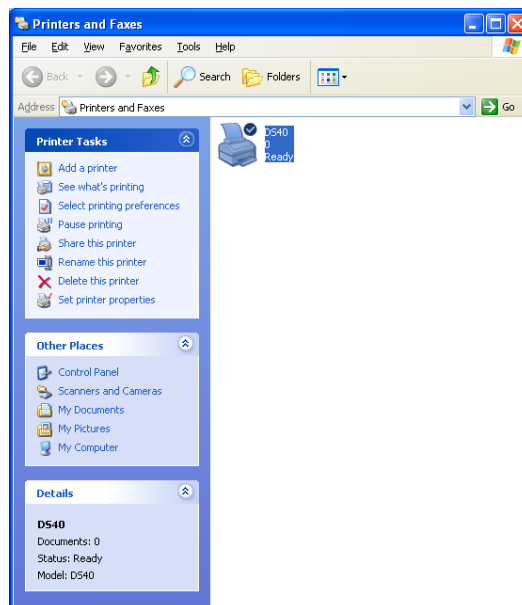 Printers and Faxes
File Edit View Favorites Tools Help
Back Search Folders
Address Printers and Faxes Go
Printer Tasks
Add a printer
See what's printing
Select printing preferences
Pause printing
Share this printer
Rename this printer
Delete this printer
Set printer properties
Other Places
Control Panel
Scanners and Cameras
My Documents
My Pictures
My Computer
Details
DS40
Documents: 0
Status: Ready
Model: DS40
DS40
0
Ready